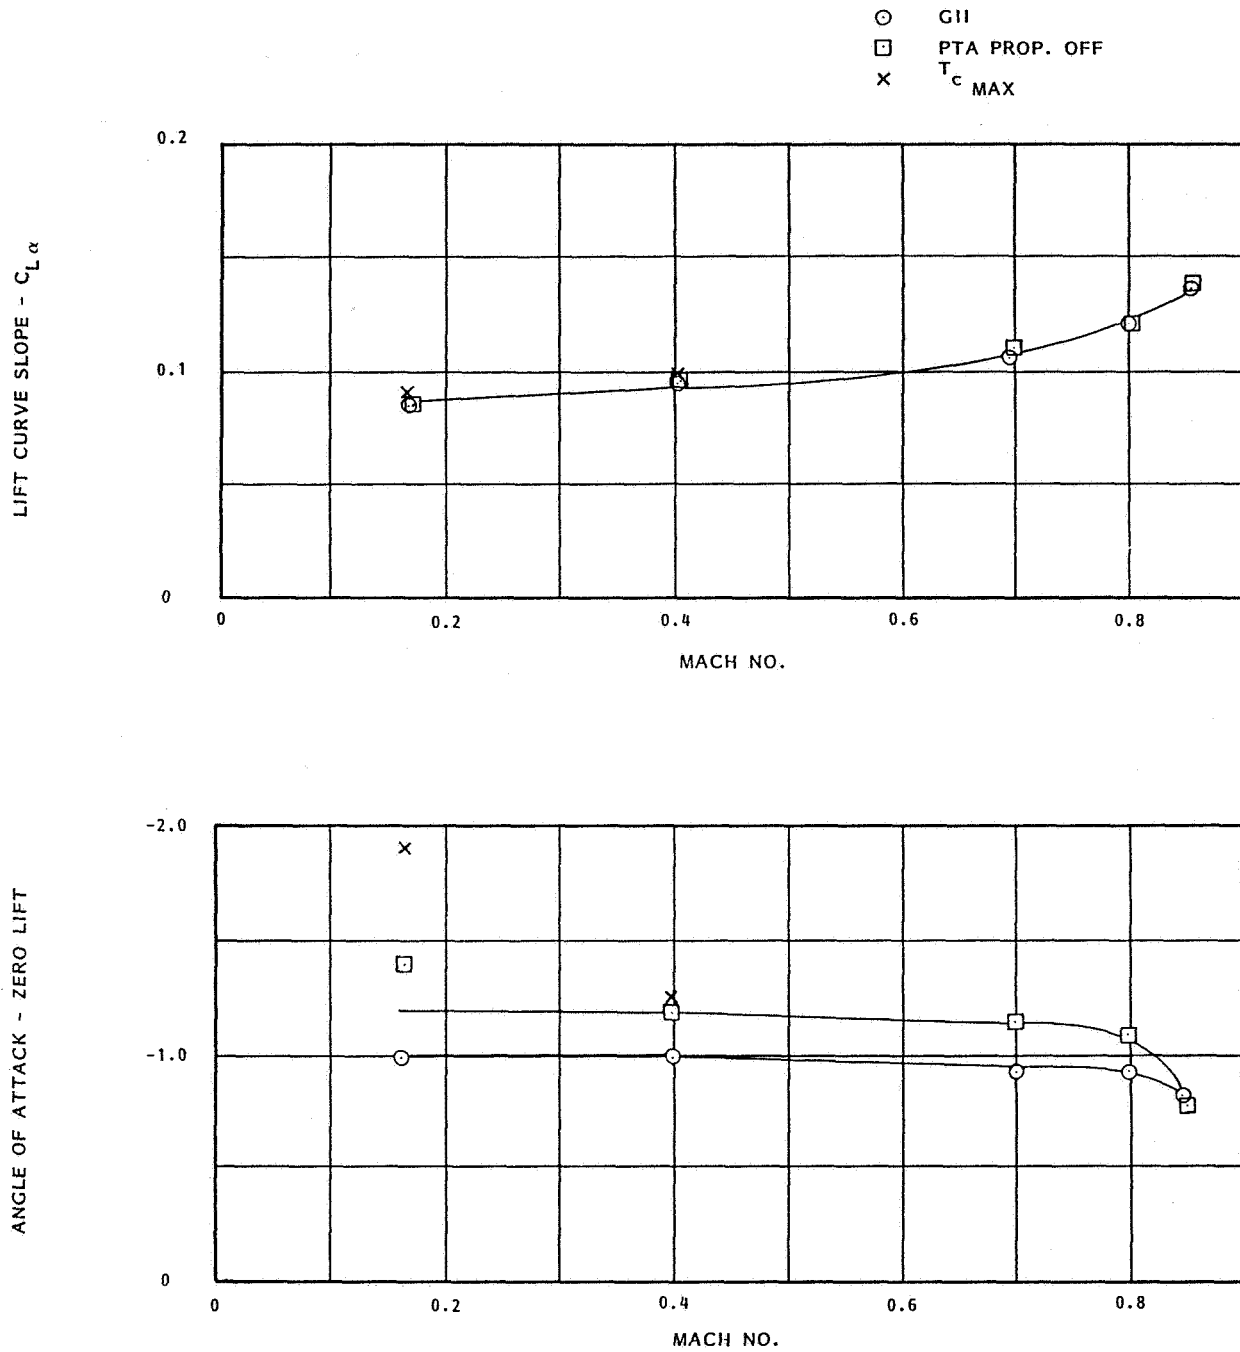 GII
PTA PROP. OFF
Tc MAX
0.2
0.1
0
LIFT CURVE SLOPE - CLα
0 0.2 0.4 0.6 0.8
MACH NO.
-2.0
-1.0
0
ANGLE OF ATTACK - ZERO LIFT
0 0.2 0.4 0.6 0.8
MACH NO.